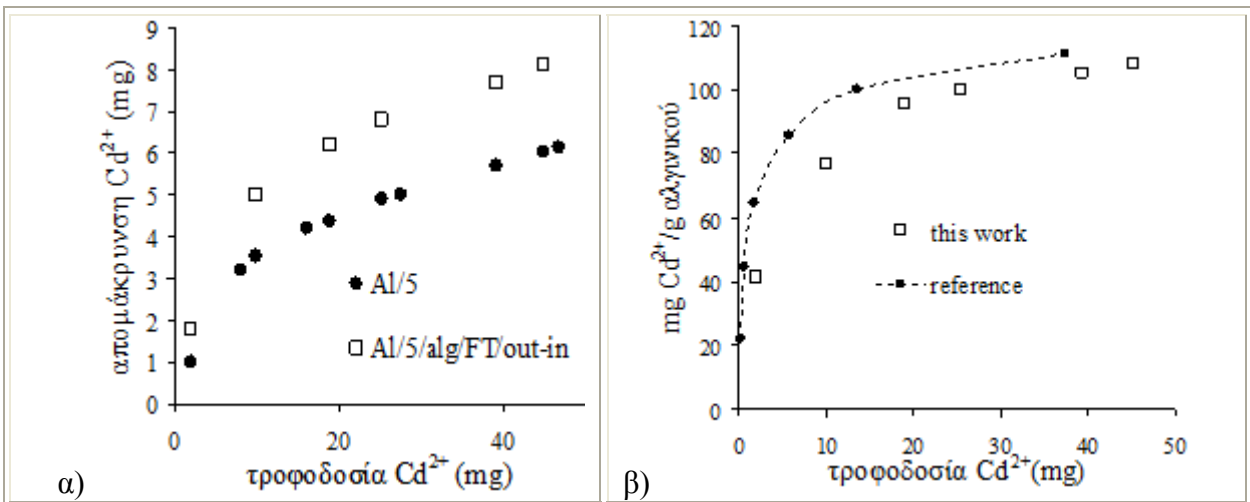 9
8
7
6
5
4
3
2
1
0
0
20
40
απομάκρυνση Cd²⁺ (mg)
Al/5
Al/5/alg/FT/out-in
τροφοδοσία Cd²⁺ (mg)
α)
120
100
80
60
40
20
0
0
10
20
30
40
50
mg Cd²⁺/g αλγινικού
this work
reference
τροφοδοσία Cd²⁺(mg)
β)